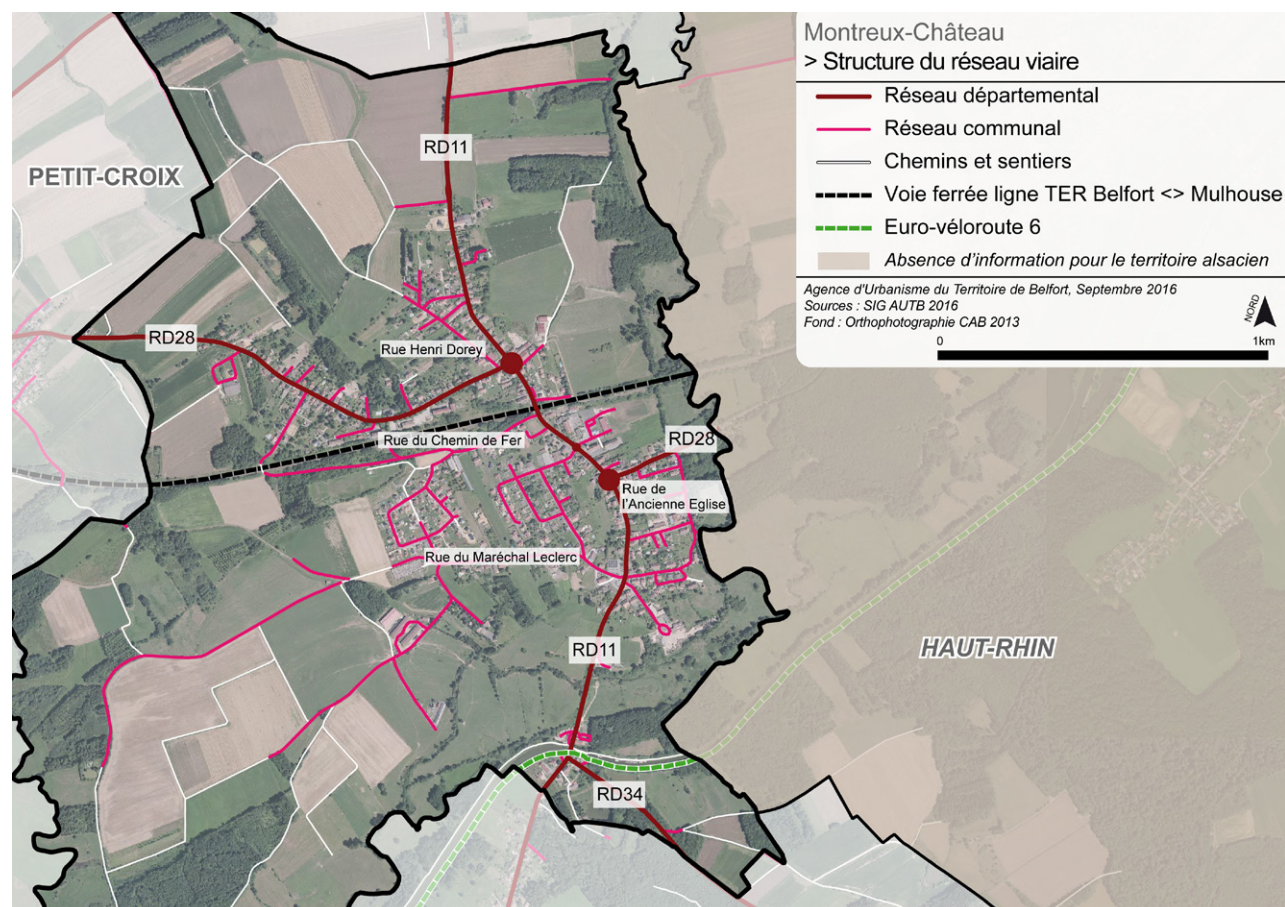 Montreux-Château
> Structure du réseau viaire
Réseau départemental
Réseau communal
Chemins et sentiers
Voie ferrée ligne TER Belfort <> Mulhouse
Euro-véloroute 6
Absence d'information pour le territoire alsacien
Agence d'Urbanisme du Territoire de Belfort, Septembre 2016
Sources : SIG AUTB 2016
Fond : Orthophotographie CAB 2013
NORD
0 1km
RD11
PETIT-CROIX
RD28
Rue Henri Dorey
Rue du Chemin de Fer
RD28
Rue de
l'Ancienne Eglise
Rue du Maréchal Leclerc
RD11
HAUT-RHIN
RD34